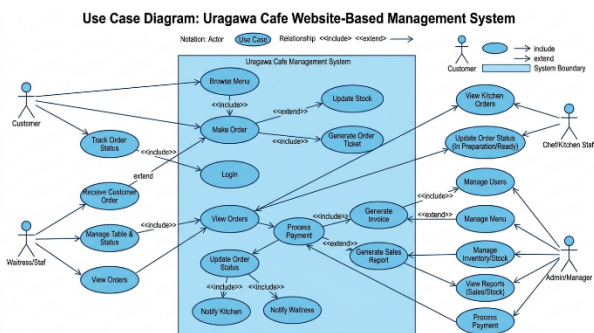 Use Case Diagram: Uragawa Cafe Website-Based Management System
Notation: Actor
Use Case
Relationship
<<include>>
<<extend>>
Customer
include
extend
System Boundary
Uragawa Cafe Management System
Browse Menu
<<include>>
Make Order
<<extend>>
Update Stock
<<include>>
Generate Order
Ticket
Customer
Track Order
Status
<<include>>
Login
extend
Receive Customer
Order
Manage Table &
Status
<<include>>
View Orders
Waitress/Staf
View Orders
Process
Payment
<<include>>
Generate
Invoice
<<extend>>
Generate Sales
Report
Update Order
Status
<<include>>
<<extend>>
Notify Kitchen
Notify Waitress
View Kitchen
Orders
Update Order Status
(In Preparation/Ready)
Chef/Kitchen Staf
<<include>>
Manage Users
<<extend>>
Manage Menu
Manage
Inventory/Stock
View Reports
(Sales/Stock)
Process
Payment
Admin/Manager